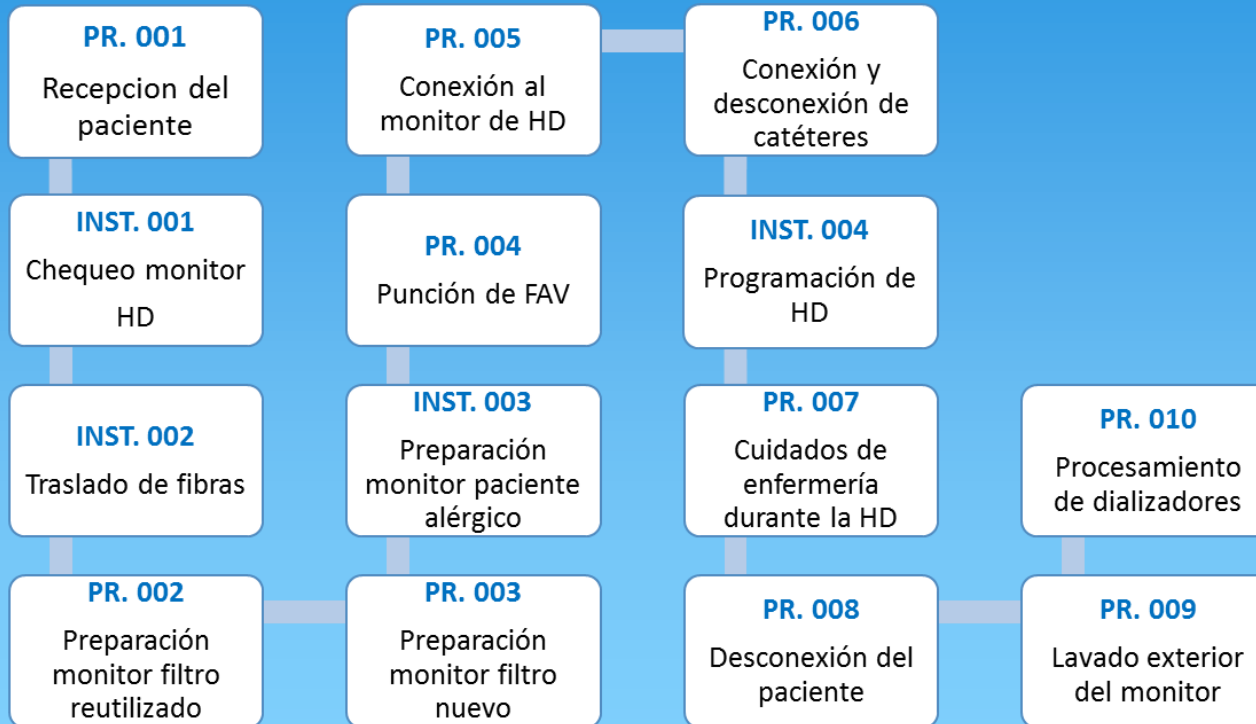 PR. 001
Recepcion del
paciente
INST. 001
Chequeo monitor
HD
INST. 002
Traslado de fibras
PR. 002
Preparación
monitor filtro
reutilizado
PR. 003
Preparación
monitor filtro
nuevo
INST. 003
Preparación
monitor paciente
alérgico
PR. 004
Punción de FAV
PR. 005
Conexión al
monitor de HD
PR. 006
Conexión y
desconexión de
catéteres
INST. 004
Programación de
HD
PR. 007
Cuidados de
enfermería
durante la HD
PR. 008
Desconexión del
paciente
PR. 009
Lavado exterior
del monitor
PR. 010
Procesamiento
de dializadores